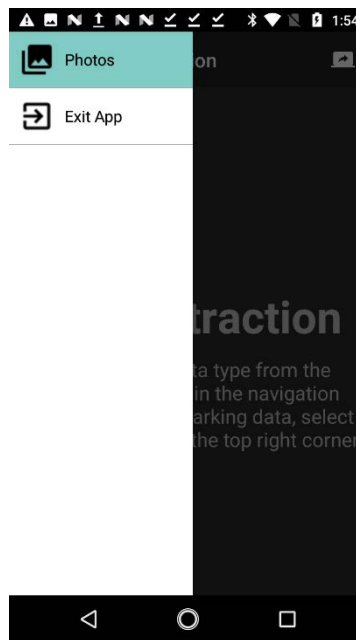 1:54
Photos
on
Exit App
traction
ta type from the
in the navigation
arking data, select
the top right corner